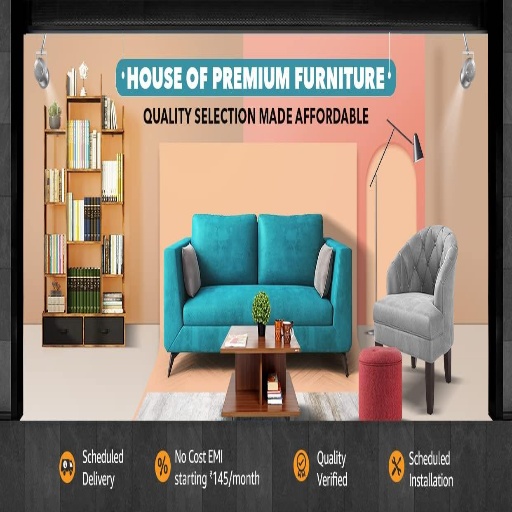 HOUSE OF PREMIUM FURNITURE
QUALITY SELECTION MADE AFFORDABLE
Scheduled
Delivery
No Cost EMI
starting ₹145/month
Quality
Verified
Scheduled
Installation